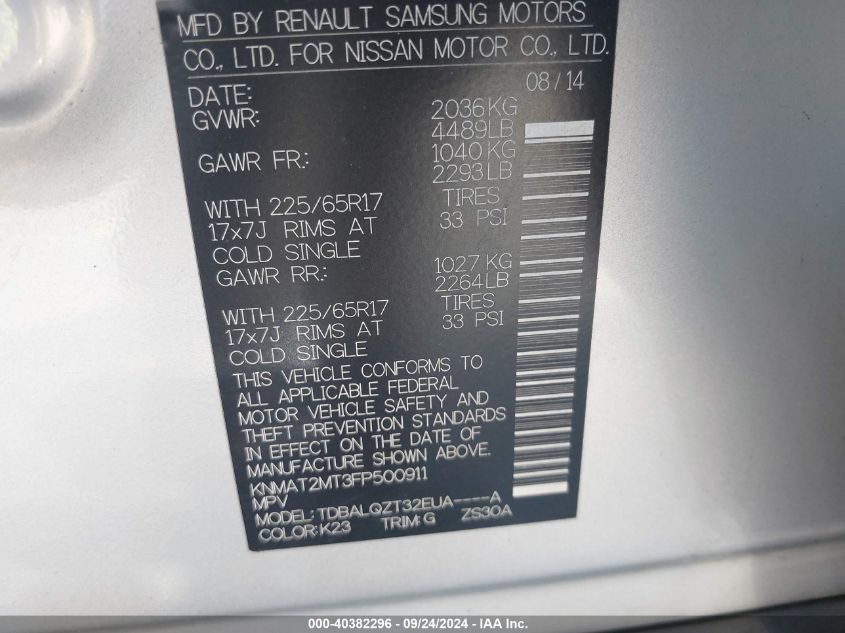 MFD BY RENAULT SAMSUNG MOTORS
CO., LTD. FOR NISSAN MOTOR CO., LTD.
DATE: 08/14
GVWR: 2036KG
4489LB
GAWR FR.: 1040KG
2293LB
WITH 225/65R17 TIRES
17x7J RIMS AT 33 PSI
COLD SINGLE
GAWR RR.: 1027KG
2264LB
WITH 225/65R17 TIRES
17x7J RIMS AT 33 PSI
COLD SINGLE
THIS VEHICLE CONFORMS TO
ALL APPLICABLE FEDERAL
MOTOR VEHICLE SAFETY AND
THEFT PREVENTION STANDARDS
IN EFFECT ON THE DATE OF
MANUFACTURE SHOWN ABOVE.
KNMAT2MT3FP500911
MPV
MODEL: TDBALQZT32EUA----A
COLOR: K23 TRIM: G ZS30A
000-40382296 - 09/24/2024 - IAA Inc.